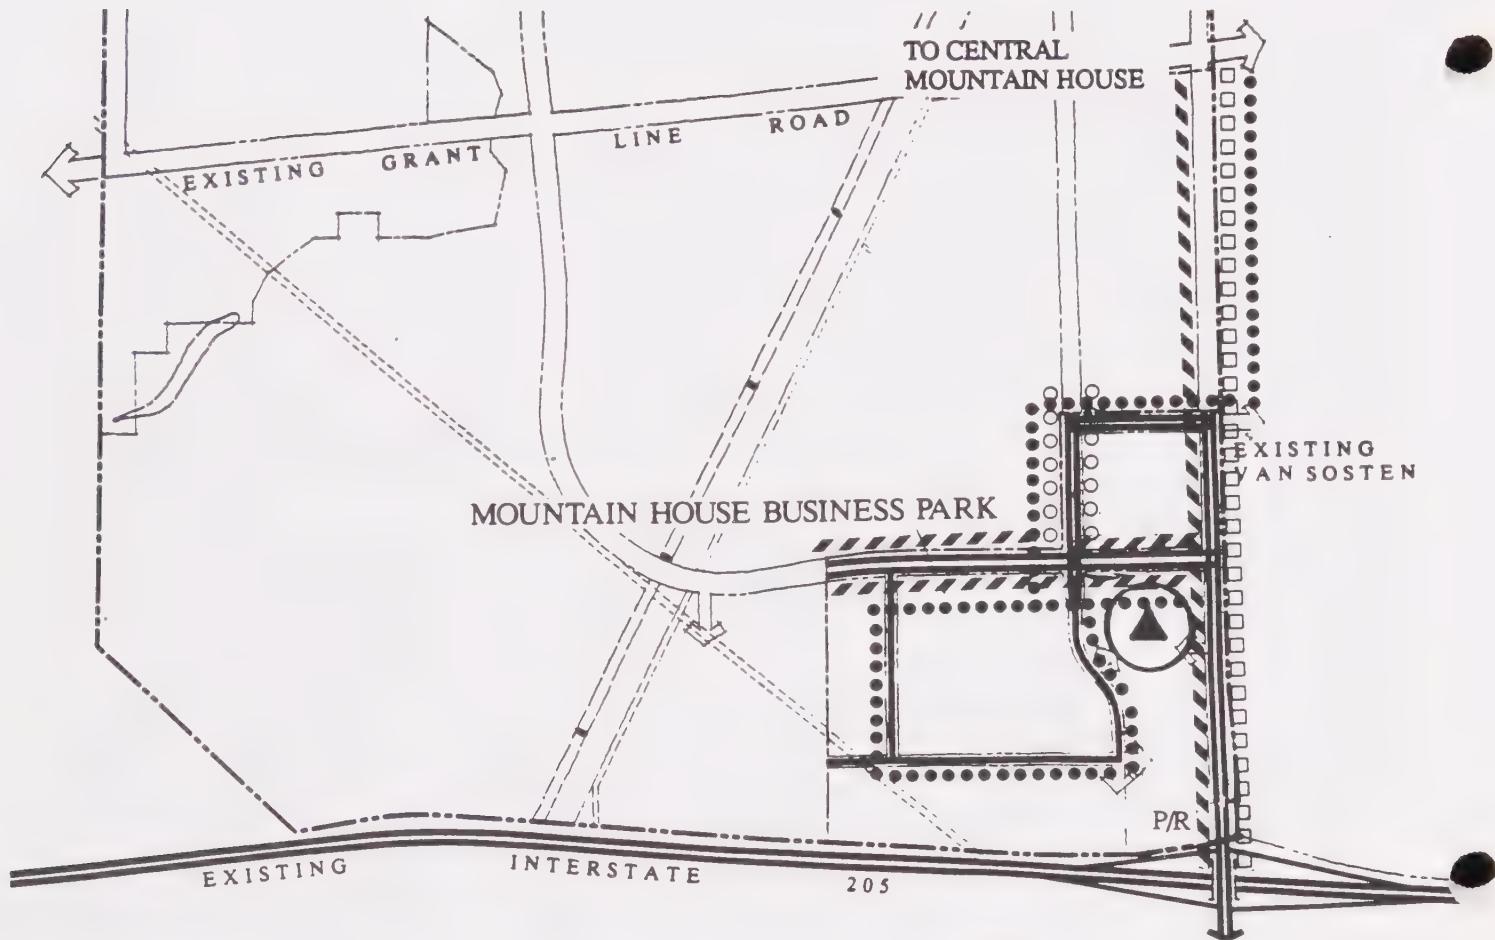 TO CENTRAL
MOUNTAIN HOUSE
EXISTING GRANT LINE ROAD
EXISTING
VAN SOSTEN
MOUNTAIN HOUSE BUSINESS PARK
P/R
EXISTING INTERSTATE 205